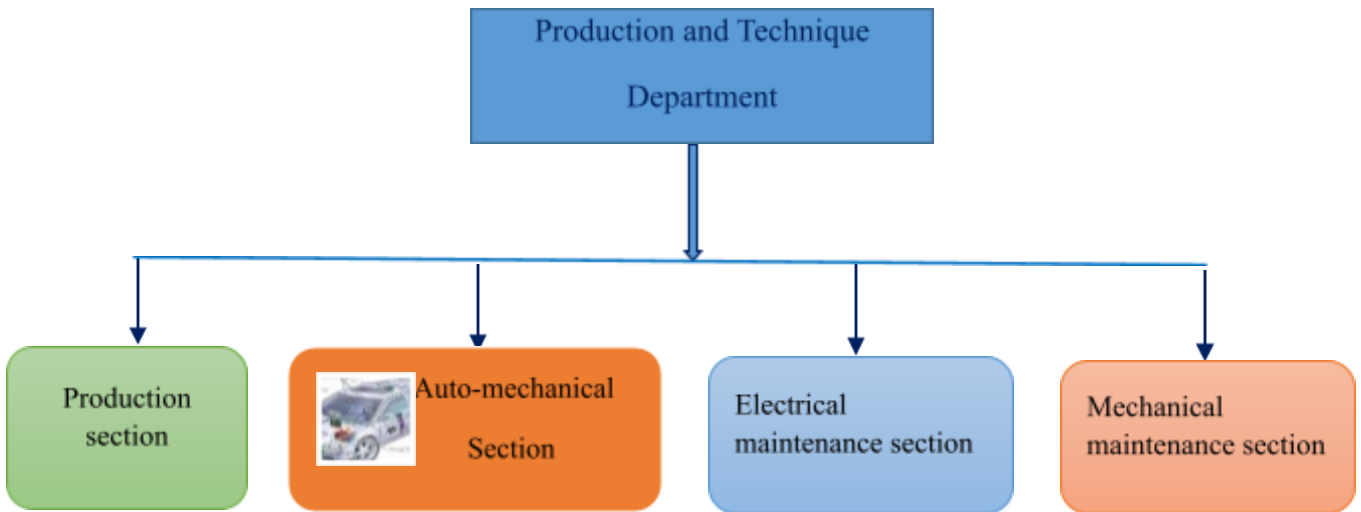 Production and Technique
Department
Production
section
Auto-mechanical
Section
Electrical
maintenance section
Mechanical
maintenance section